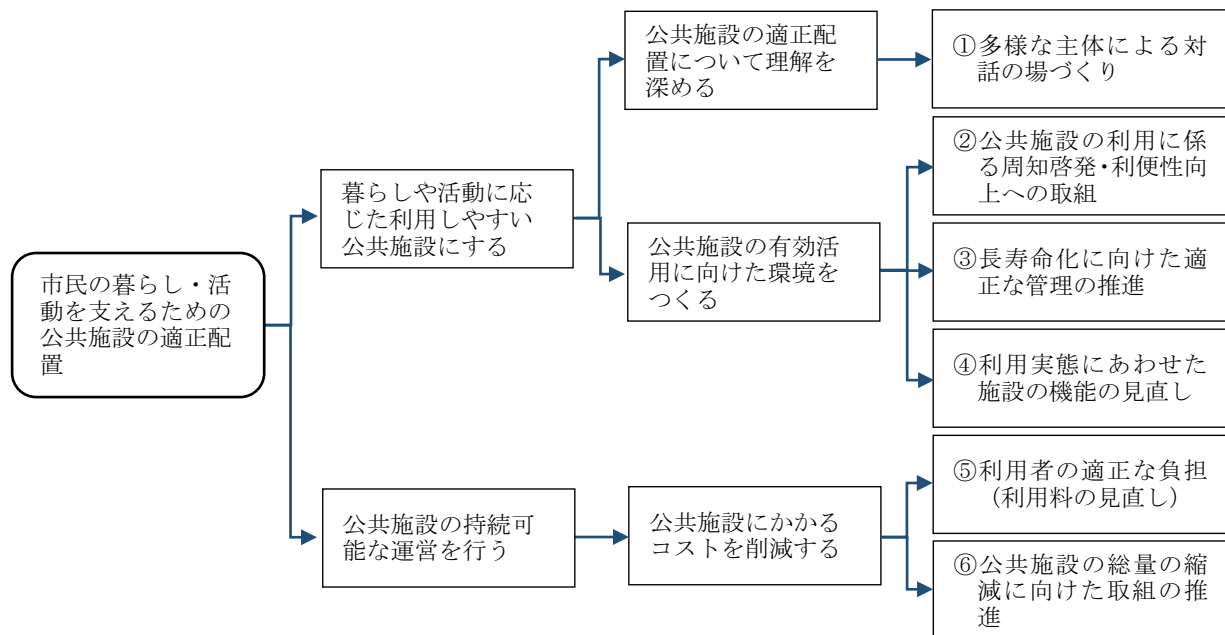 市民の暮らし・活
動を支えるための
公共施設の適正配
置
暮らしや活動に応
じた利用しやすい
公共施設にする
公共施設の適正配
置について理解を
深める
①多様な主体による対
話の場づくり
公共施設の有効活
用に向けた環境を
つくる
②公共施設の利用に係
る周知啓発・利便性向
上への取組
③長寿命化に向けた適
正な管理の推進
④利用実態にあわせた
施設の機能の見直し
公共施設の持続可
能な運営を行う
公共施設にかかる
コストを削減する
⑤利用者の適正な負担
（利用料の見直し）
⑥公共施設の総量の縮
減に向けた取組の推
進